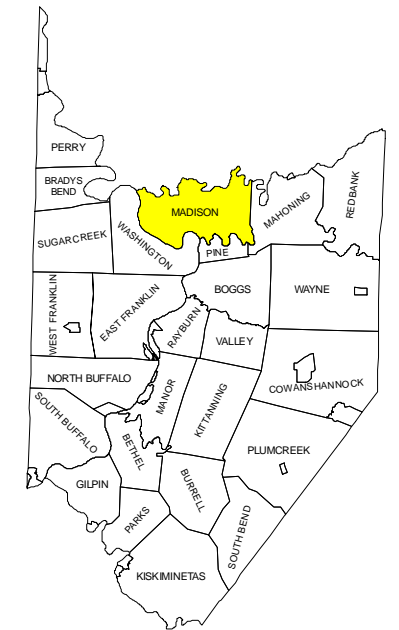 PERRY
BRADYS
BEND
MADISON
MAHONING
REDBANK
SUGARCREEK
WASHINGTON
PINE
WEST FRANKLIN
EAST FRANKLIN
BOGGS
WAYNE
RAYBURN
VALLEY
NORTH BUFFALO
MANOR
KITTANNING
COWANSHANNOCK
SOUTH BUFFALO
BETHEL
PLUMCREEK
GILPIN
BURRELL
PARKS
SOUTH BEND
KISKIMINETAS